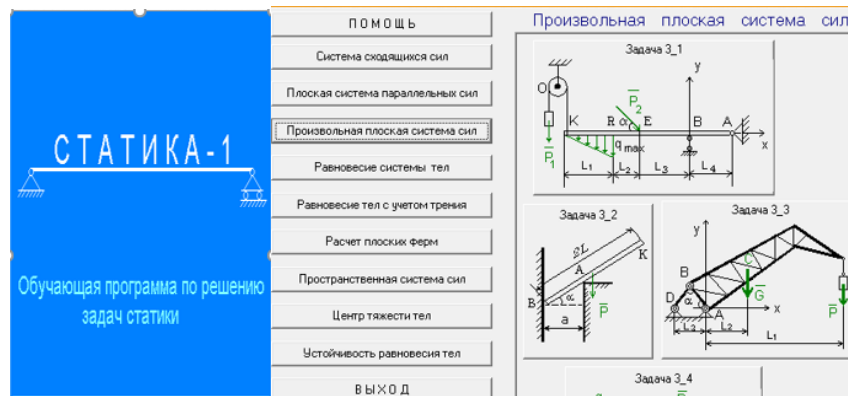 СТАТИКА-1
Обучающая программа по решению
задач статики
ПОМОЩЬ
Система сходящихся сил
Плоская система параллельных сил
Произвольная плоская система сил
Равновесие системы тел
Равновесие тел с учетом трения
Расчет плоских ферм
Пространственная система сил
Центр тяжести тел
Устойчивость равновесия тел
ВЫХОД
Произвольная плоская система сил
Задача 3_1
y
O
P₂
K R α E B A
x
P₁
q max
L₁ L₂ L₃ L₄
Задача 3_2
2L
A K
B α
P
a
Задача 3_3
y
C
B
D α G
A x P
L₃ L₂
L₁
Задача 3_4